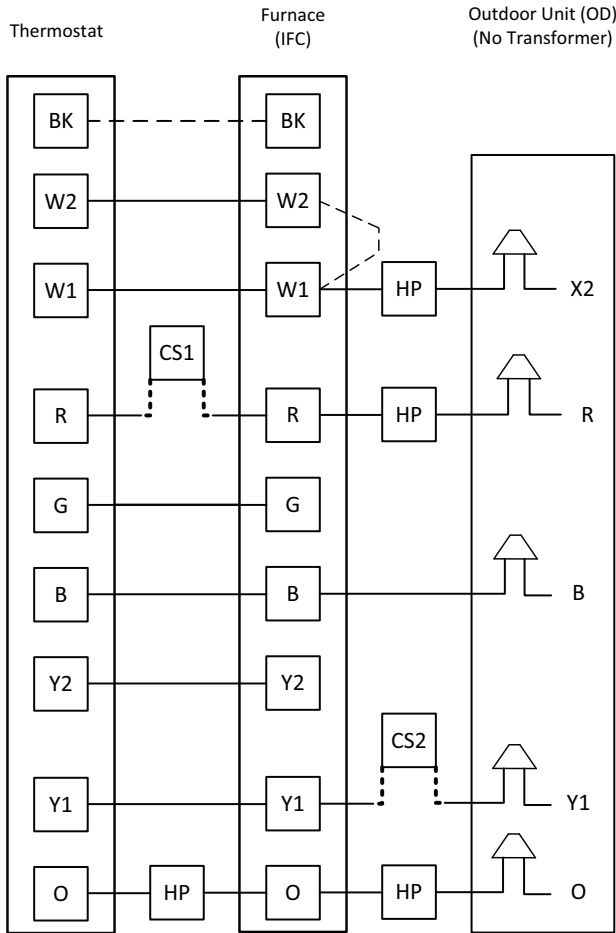 Thermostat
Furnace
(IFC)
Outdoor Unit (OD)
(No Transformer)
BK
BK
W2
W2
W1
W1
HP
X2
CS1
R
R
HP
R
G
G
B
B
B
Y2
Y2
CS2
Y1
Y1
Y1
O
HP
O
HP
O